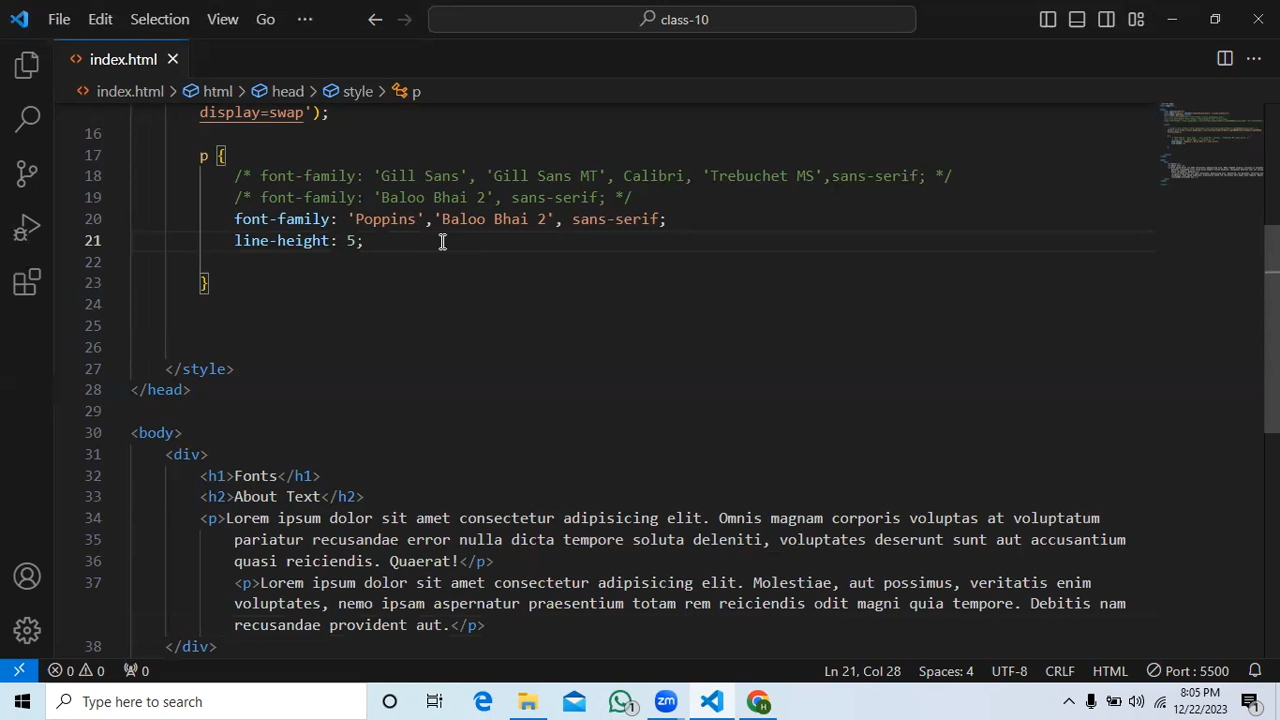 File Edit Selection View Go ··· class-10
index.html
index.html > html > head > style > p
display=swap');
16
17 p {
18 /* font-family: 'Gill Sans', 'Gill Sans MT', Calibri, 'Trebuchet MS',sans-serif; */
19 /* font-family: 'Baloo Bhai 2', sans-serif; */
20 font-family: 'Poppins','Baloo Bhai 2', sans-serif;
21 line-height: 5;
22
23 }
24
25
26
27 </style>
28 </head>
29
30 <body>
31 <div>
32 <h1>Fonts</h1>
33 <h2>About Text</h2>
34 <p>Lorem ipsum dolor sit amet consectetur adipisicing elit. Omnis magnam corporis voluptas at voluptatum
35 pariatur recusandae error nulla dicta tempore soluta deleniti, voluptates deserunt sunt aut accusantium
36 quasi reiciendis. Quaerat!</p>
37 <p>Lorem ipsum dolor sit amet consectetur adipisicing elit. Molestiae, aut possimus, veritatis enim
voluptates, nemo ipsam aspernatur praesentium totam rem reiciendis odit magni quia tempore. Debitis nam
recusandae provident aut.</p>
38 </div>
0 0 0 Ln 21, Col 28 Spaces: 4 UTF-8 CRLF HTML Port : 5500
Type here to search 1 8:05 PM
12/22/2023 1